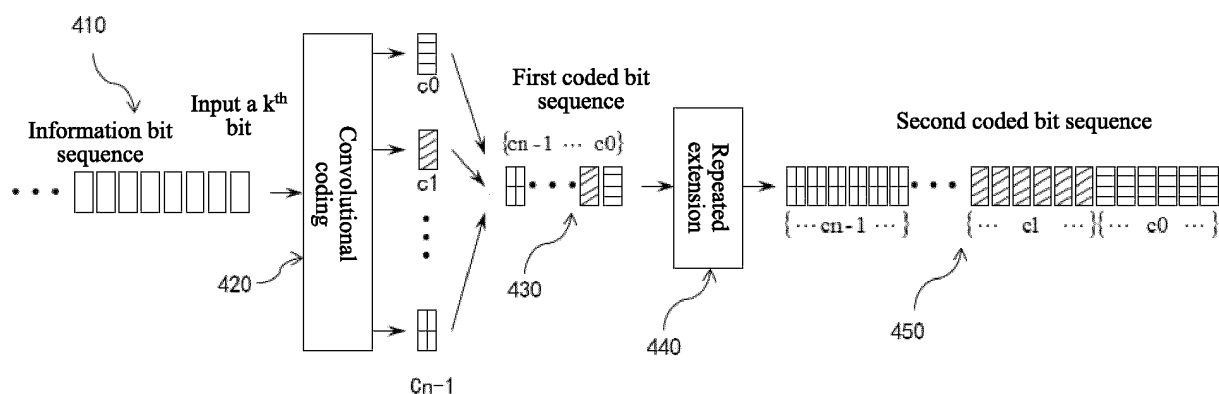 410
Information bit
sequence
Input a kth
bit
420
Convolutional
coding
c0
c1
Cn-1
First coded bit
sequence
{cn-1 ··· c0}
430
Repeated
extension
440
Second coded bit sequence
{··· cn-1 ···}
{··· c1 ···}
{··· c0 ···}
450